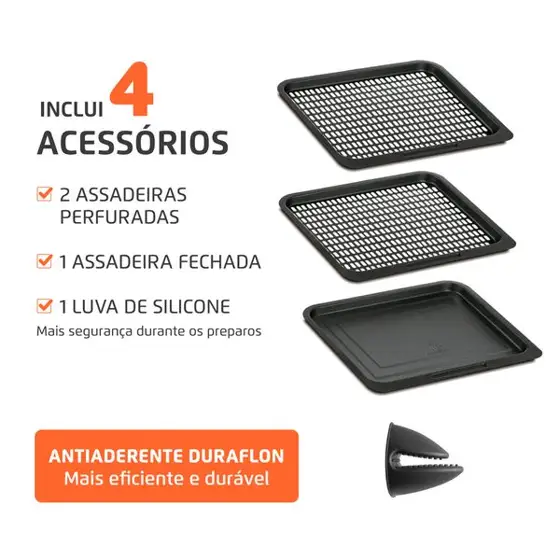 INCLUI 4
ACESSÓRIOS
2 ASSADEIRAS
PERFURADAS
1 ASSADEIRA FECHADA
1 LUVA DE SILICONE
Mais segurança durante os preparos
ANTIADERENTE DURAFLON
Mais eficiente e durável